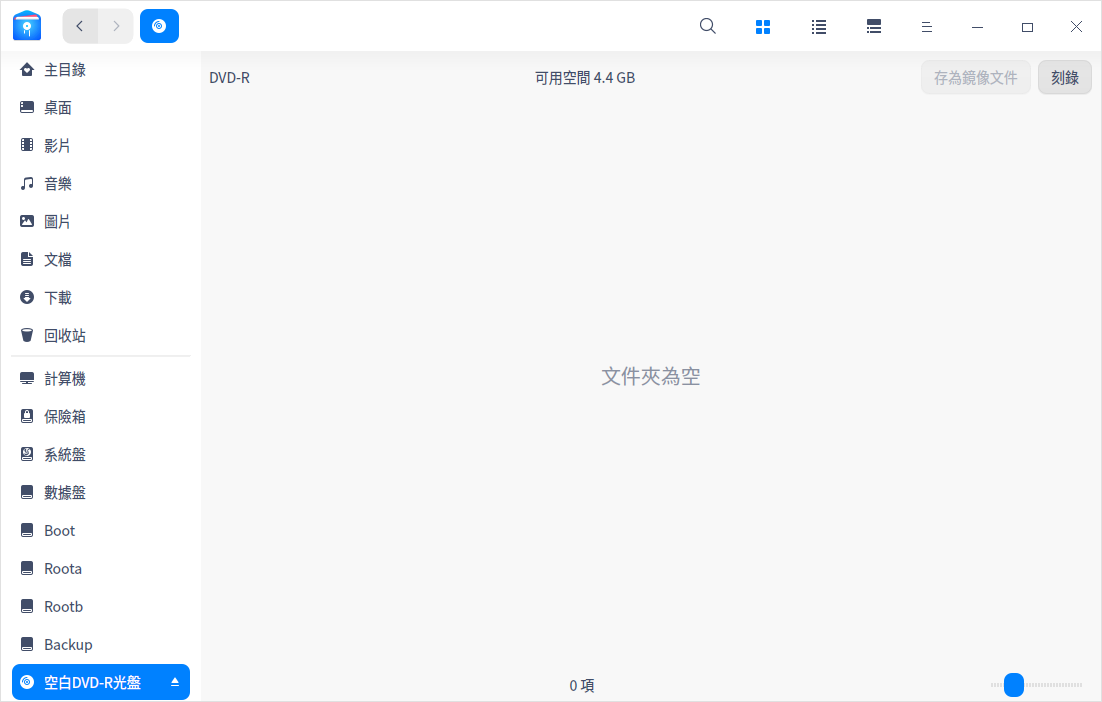 主目錄
桌面
影片
音樂
圖片
文檔
下載
回收站
計算機
保險箱
系統盤
數據盤
Boot
Roota
Rootb
Backup
空白DVD-R光盤
DVD-R
可用空間 4.4 GB
存為鏡像文件
刻錄
文件夾為空
0 項